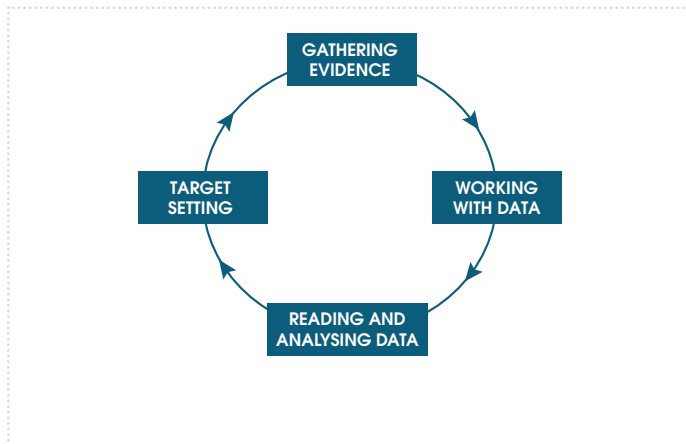 GATHERING
EVIDENCE
TARGET
SETTING
WORKING
WITH DATA
READING AND
ANALYSING DATA